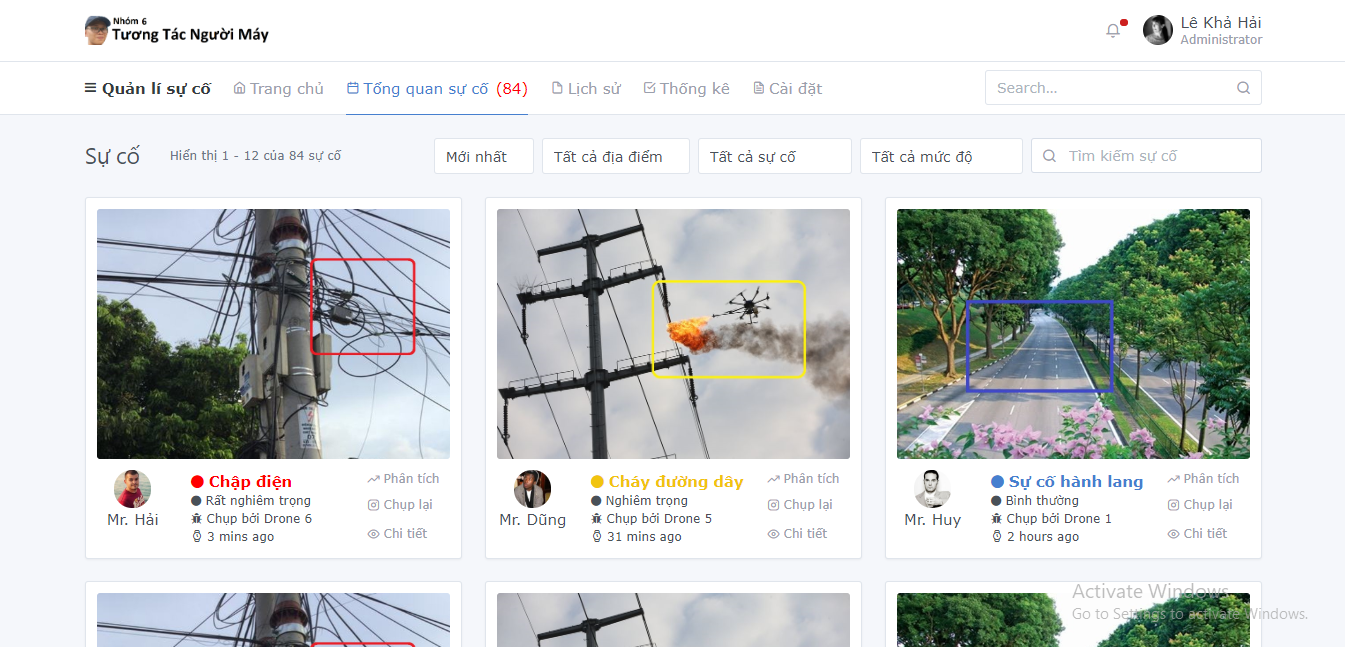 Nhóm 6
Tương Tác Người Máy
Lê Khả Hải
Administrator
Quản lí sự cố
Trang chủ
Tổng quan sự cố (84)
Lịch sử
Thống kê
Cài đặt
Search...
Sự cố
Hiển thị 1 - 12 của 84 sự cố
Mới nhất
Tất cả địa điểm
Tất cả sự cố
Tất cả mức độ
Tìm kiếm sự cố
Mr. Hải
Chập điện
Rất nghiêm trọng
Chụp bởi Drone 6
3 mins ago
Phân tích
Chụp lại
Chi tiết
Mr. Dũng
Cháy đường dây
Nghiêm trọng
Chụp bởi Drone 5
31 mins ago
Phân tích
Chụp lại
Chi tiết
Mr. Huy
Sự cố hành lang
Bình thường
Chụp bởi Drone 1
2 hours ago
Phân tích
Chụp lại
Chi tiết
Activate Windows
Go to Settings to activate Windows.